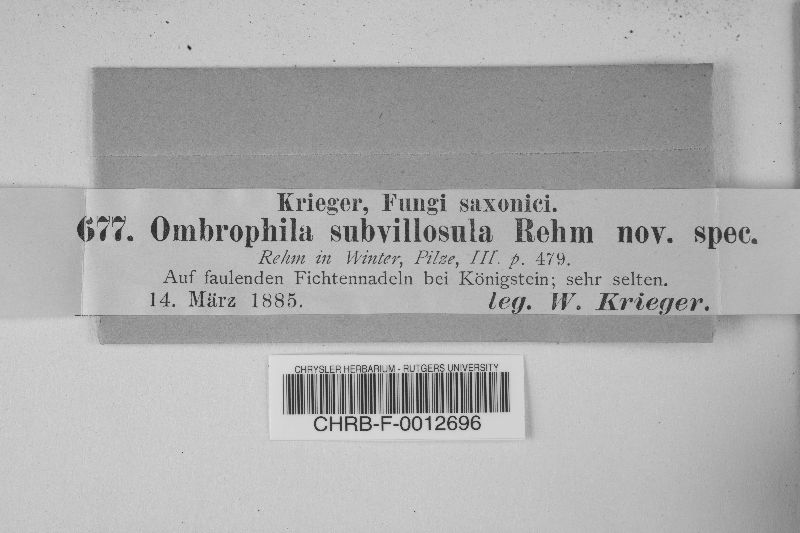 Krieger, Fungi saxonici.
677. Ombrophila subvillosula Rehm nov. spec.
Rehm in Winter, Pilze, III. p. 479.
Auf faulenden Fichtennadeln bei Königstein; sehr selten.
14. März 1885. leg. W. Krieger.
CHRYSLER HERBARIUM - RUTGERS UNIVERSITY
CHRB-F-0012696